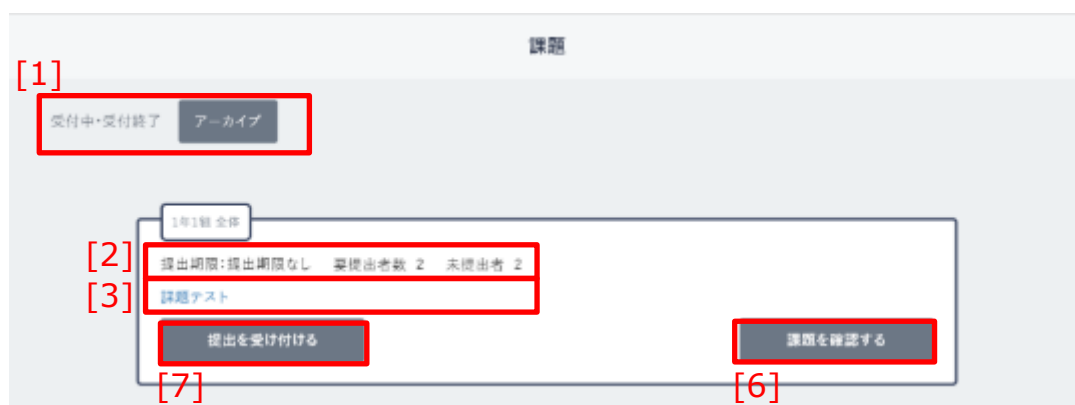 課題
[1]
受付中・受付終了 アーカイブ
1年1組 全体
[2] 提出期限:提出期限なし 要提出者数 2 未提出者 2
[3] 課題テスト
提出を受け付ける 課題を確認する
[7] [6]